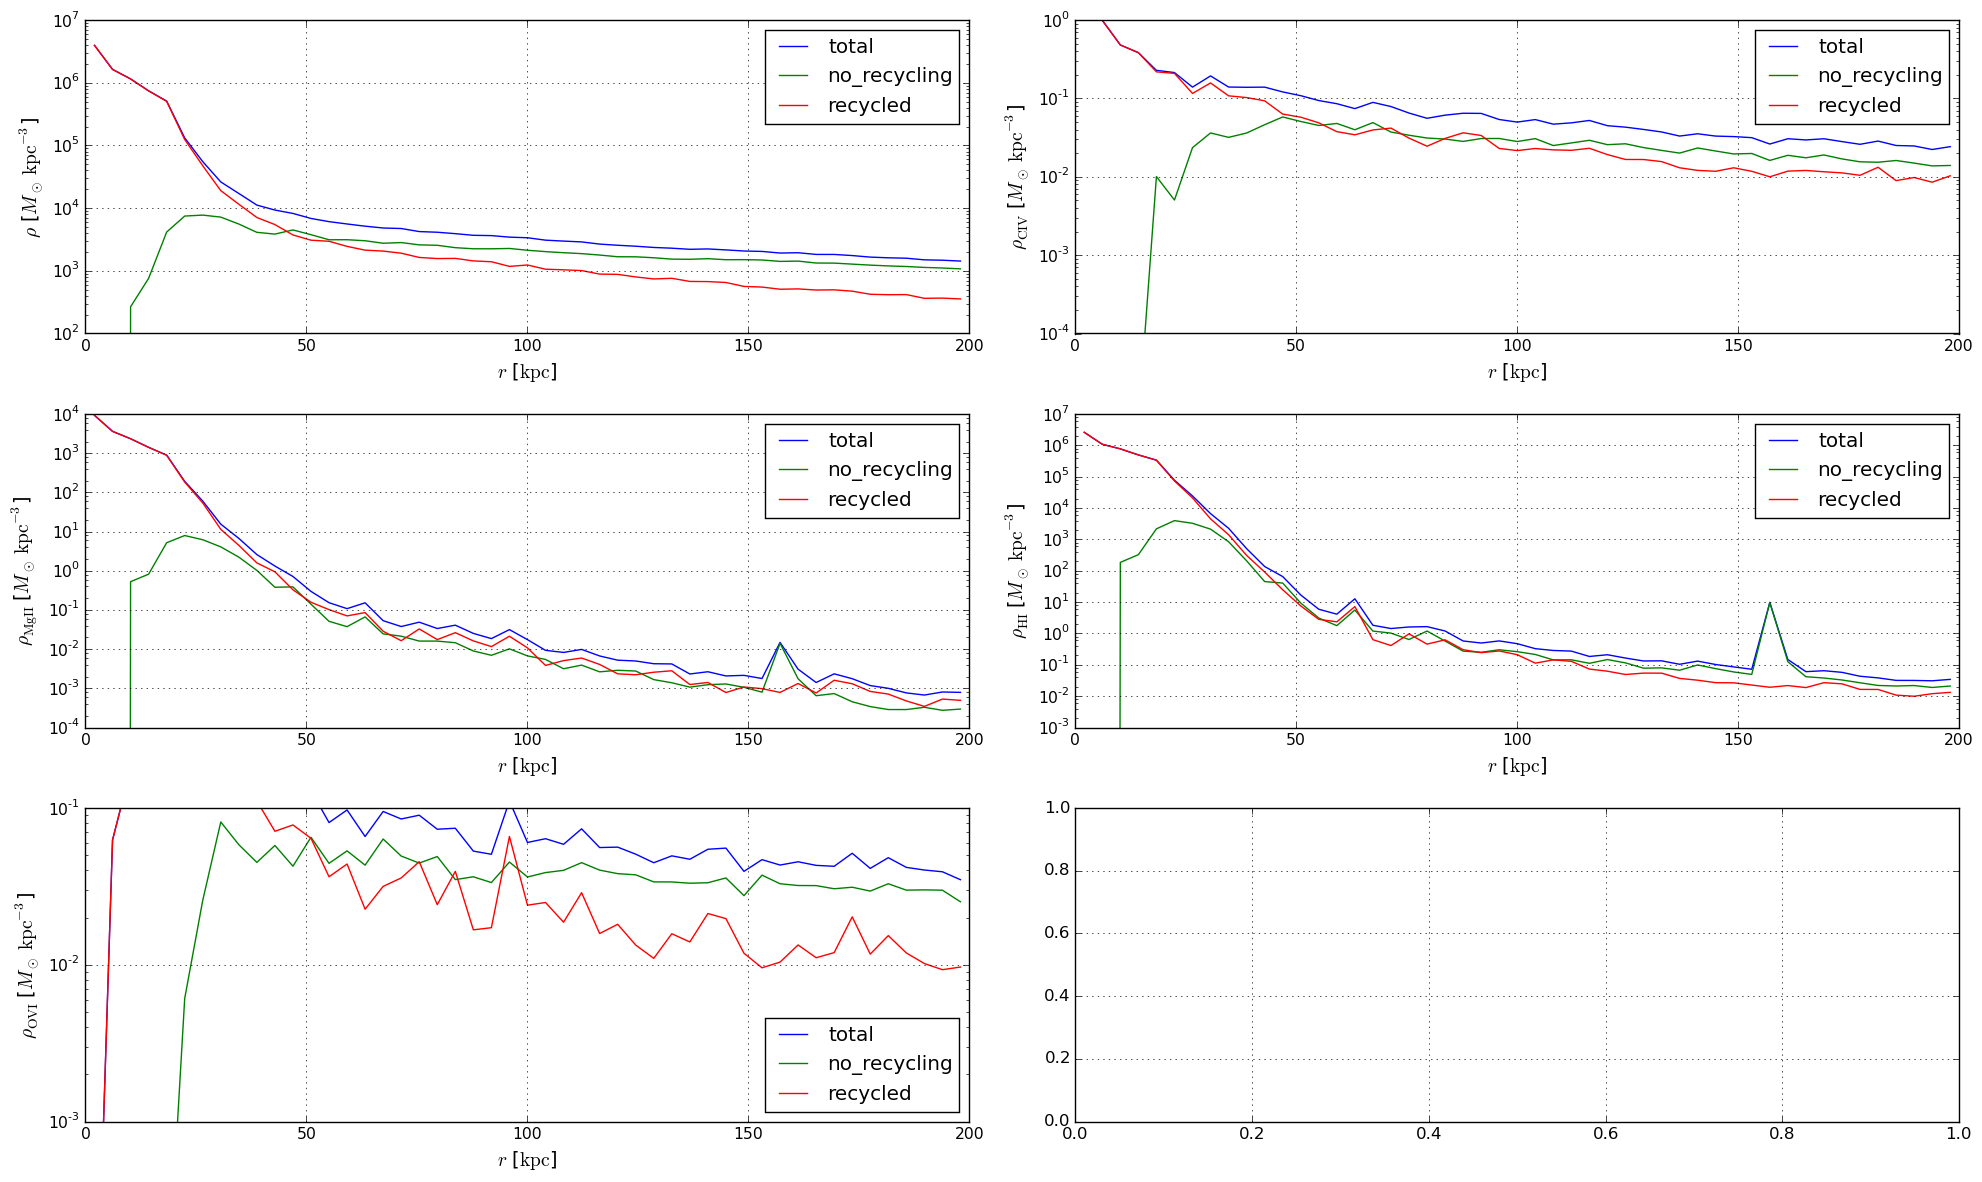 10^7
10^6
10^5
10^4
10^3
10^2
ρ [M_⊙ kpc^{-3}]
0 50 100 150 200
r [kpc]
total
no_recycling
recycled
10^0
10^{-1}
10^{-2}
10^{-3}
10^{-4}
ρ_CIV [M_⊙ kpc^{-3}]
0 50 100 150 200
r [kpc]
total
no_recycling
recycled
10^4
10^3
10^2
10^1
10^0
10^{-1}
10^{-2}
10^{-3}
10^{-4}
ρ_MgII [M_⊙ kpc^{-3}]
0 50 100 150 200
r [kpc]
total
no_recycling
recycled
10^7
10^6
10^5
10^4
10^3
10^2
10^1
10^0
10^{-1}
10^{-2}
10^{-3}
ρ_HI [M_⊙ kpc^{-3}]
0 50 100 150 200
r [kpc]
total
no_recycling
recycled
10^{-1}
10^{-2}
10^{-3}
ρ_OVI [M_⊙ kpc^{-3}]
0 50 100 150 200
r [kpc]
total
no_recycling
recycled
1.0
0.8
0.6
0.4
0.2
0.0
0.0 0.2 0.4 0.6 0.8 1.0